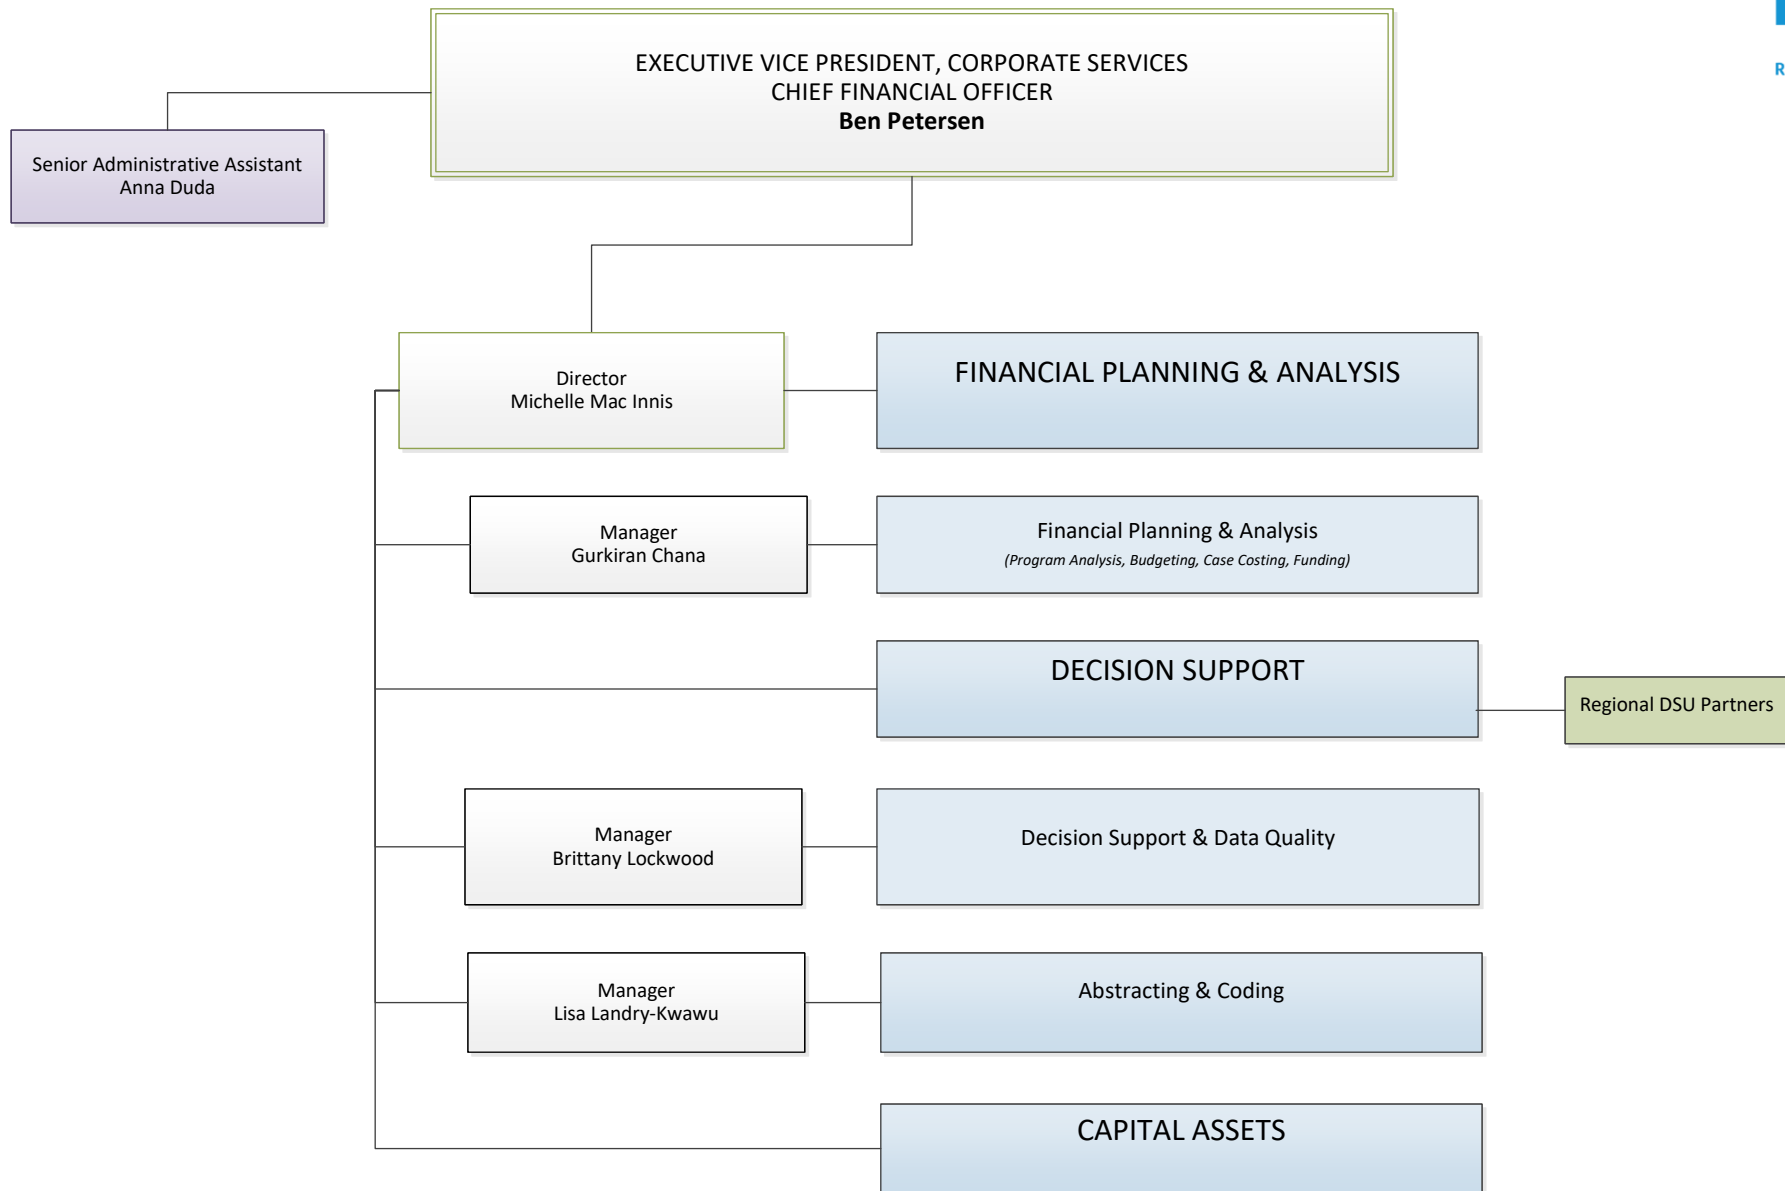 EXECUTIVE VICE PRESIDENT, CORPORATE SERVICES
CHIEF FINANCIAL OFFICER
Ben Petersen
R
Senior Administrative Assistant
Anna Duda
Director
Michelle Mac Innis
FINANCIAL PLANNING & ANALYSIS
Manager
Gurkiran Chana
Financial Planning & Analysis
(Program Analysis, Budgeting, Case Costing, Funding)
DECISION SUPPORT
Regional DSU Partners
Manager
Brittany Lockwood
Decision Support & Data Quality
Manager
Lisa Landry-Kwawu
Abstracting & Coding
CAPITAL ASSETS